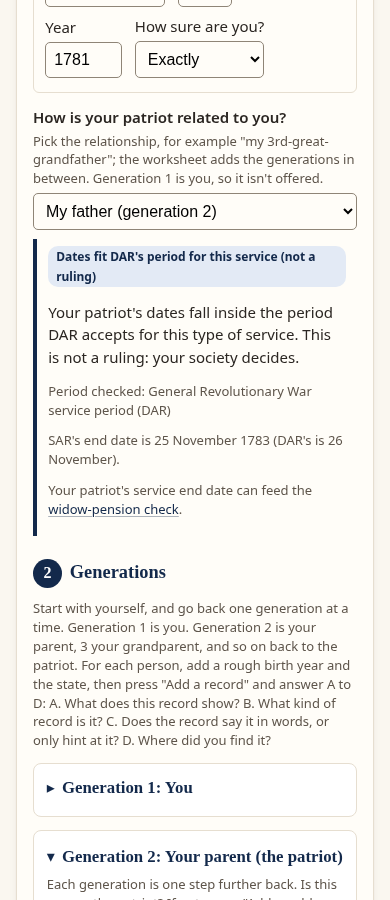 Year
How sure are you?
1781
Exactly
How is your patriot related to you?
Pick the relationship, for example "my 3rd-great-
grandfather"; the worksheet adds the generations in
between. Generation 1 is you, so it isn't offered.
My father (generation 2)
Dates fit DAR's period for this service (not a
ruling)
Your patriot's dates fall inside the period
DAR accepts for this type of service. This
is not a ruling: your society decides.
Period checked: General Revolutionary War
service period (DAR)
SAR's end date is 25 November 1783 (DAR's is 26
November).
Your patriot's service end date can feed the
widow-pension check.
2 Generations
Start with yourself, and go back one generation at a
time. Generation 1 is you. Generation 2 is your
parent, 3 your grandparent, and so on back to the
patriot. For each person, add a rough birth year and
the state, then press "Add a record" and answer A to
D: A. What does this record show? B. What kind of
record is it? C. Does the record say it in words, or
only hint at it? D. Where did you find it?
▸ Generation 1: You
▾ Generation 2: Your parent (the patriot)
Each generation is one step further back. Is this